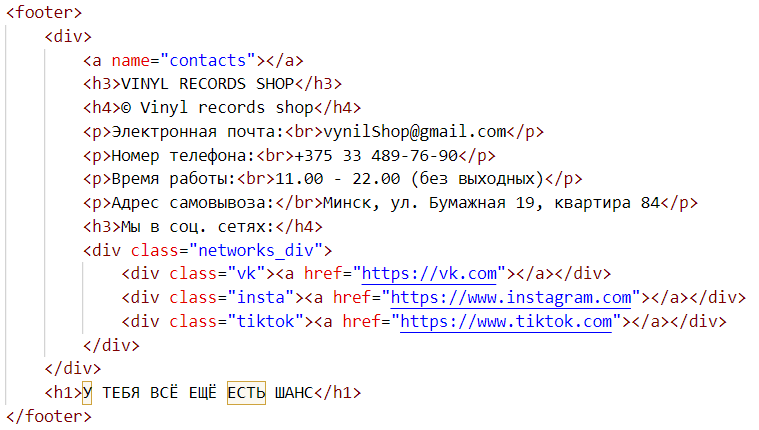 <footer>
<div>
<a name="contacts"></a>
<h3>VINYL RECORDS SHOP</h3>
<h4>© Vinyl records shop</h4>
<p>Электронная почта:<br>vynilShop@gmail.com</p>
<p>Номер телефона:<br>+375 33 489-76-90</p>
<p>Время работы:<br>11.00 - 22.00 (без выходных)</p>
<p>Адрес самовывоза:</br>Минск, ул. Бумажная 19, квартира 84</p>
<h3>Мы в соц. сетях:</h4>
<div class="networks_div">
<div class="vk"><a href="https://vk.com"></a></div>
<div class="insta"><a href="https://www.instagram.com"></a></div>
<div class="tiktok"><a href="https://www.tiktok.com"></a></div>
</div>
</div>
<h1>У ТЕБЯ ВСЁ ЕЩЁ ЕСТЬ ШАНС</h1>
</footer>